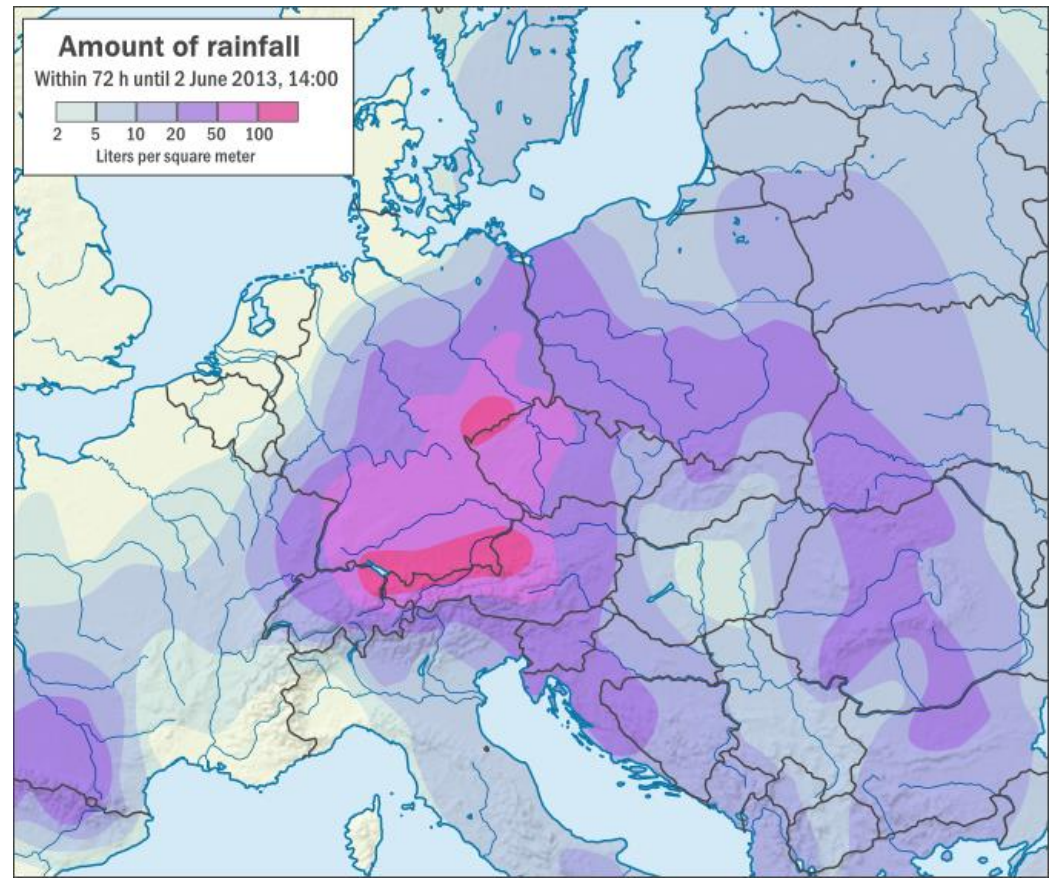 Amount of rainfall
Within 72 h until 2 June 2013, 14:00
2 5 10 20 50 100
Liters per square meter